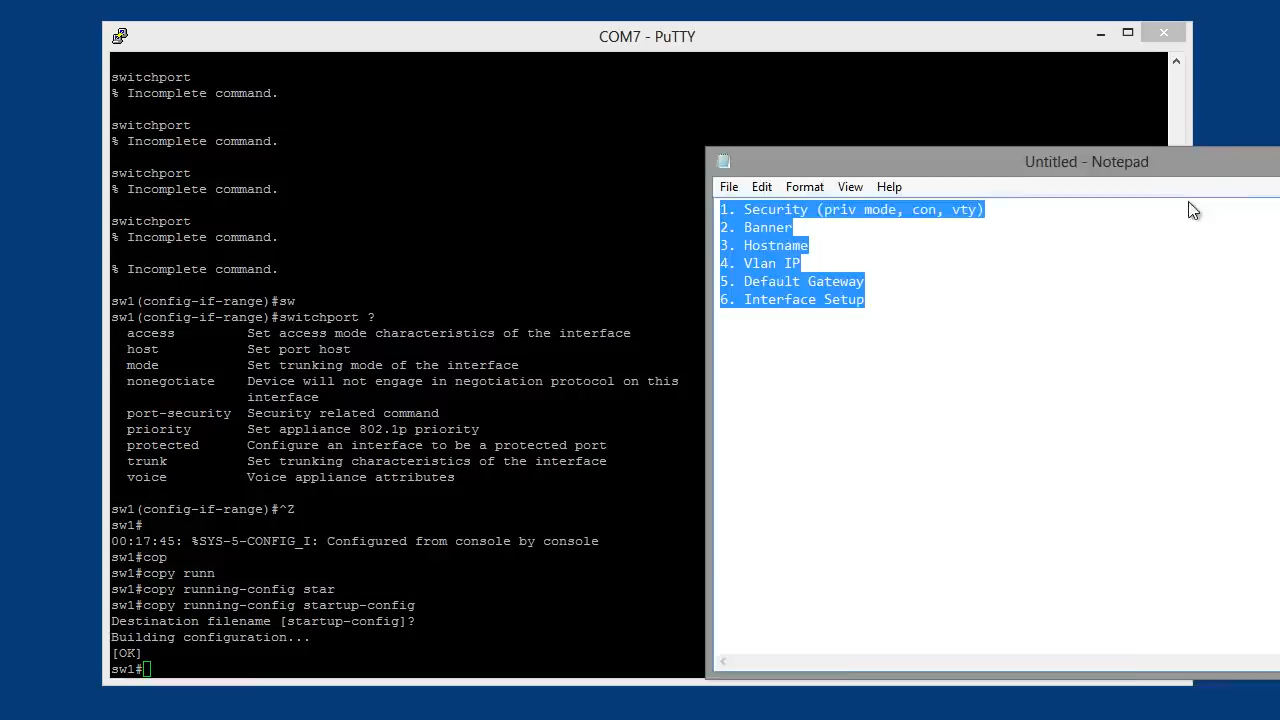 COM7 - PuTTY
switchport
% Incomplete command.
switchport
% Incomplete command.
switchport
% Incomplete command.
switchport
% Incomplete command.
% Incomplete command.
sw1(config-if-range)#sw
sw1(config-if-range)#switchport ?
access Set access mode characteristics of the interface
host Set port host
mode Set trunking mode of the interface
nonegotiate Device will not engage in negotiation protocol on this
interface
port-security Security related command
priority Set appliance 802.1p priority
protected Configure an interface to be a protected port
trunk Set trunking characteristics of the interface
voice Voice appliance attributes
sw1(config-if-range)#^Z
sw1#
00:17:45: %SYS-5-CONFIG_I: Configured from console by console
sw1#cop
sw1#copy runn
sw1#copy running-config star
sw1#copy running-config startup-config
Destination filename [startup-config]?
Building configuration...
[OK]
sw1#
Untitled - Notepad
File Edit Format View Help
1. Security (priv mode, con, vty)
2. Banner
3. Hostname
4. Vlan IP
5. Default Gateway
6. Interface Setup